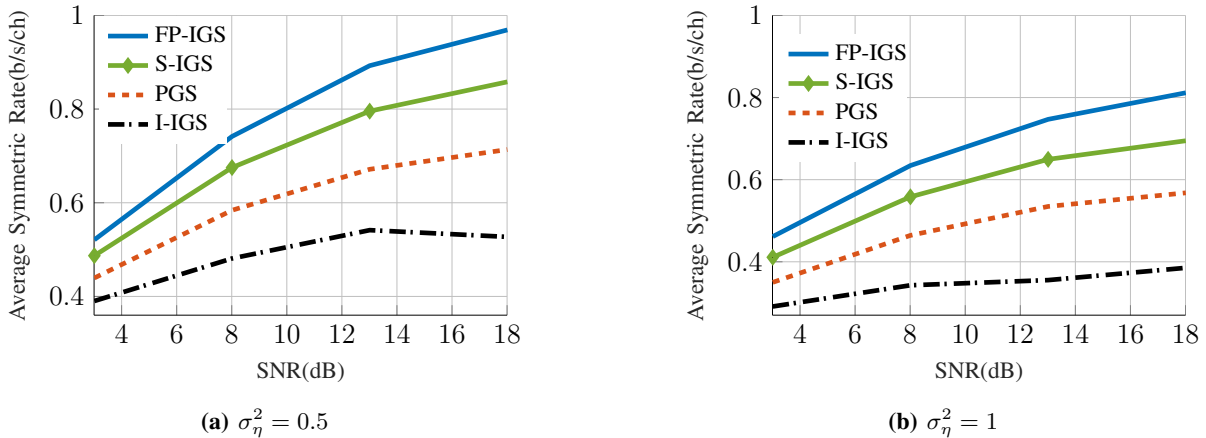 1
0.8
0.6
0.4
Average Symmetric Rate(b/s/ch)
FP-IGS
S-IGS
PGS
I-IGS
4 6 8 10 12 14 16 18
SNR(dB)
(a) σ²_η = 0.5
1
0.8
0.6
0.4
Average Symmetric Rate(b/s/ch)
FP-IGS
S-IGS
PGS
I-IGS
4 6 8 10 12 14 16 18
SNR(dB)
(b) σ²_η = 1